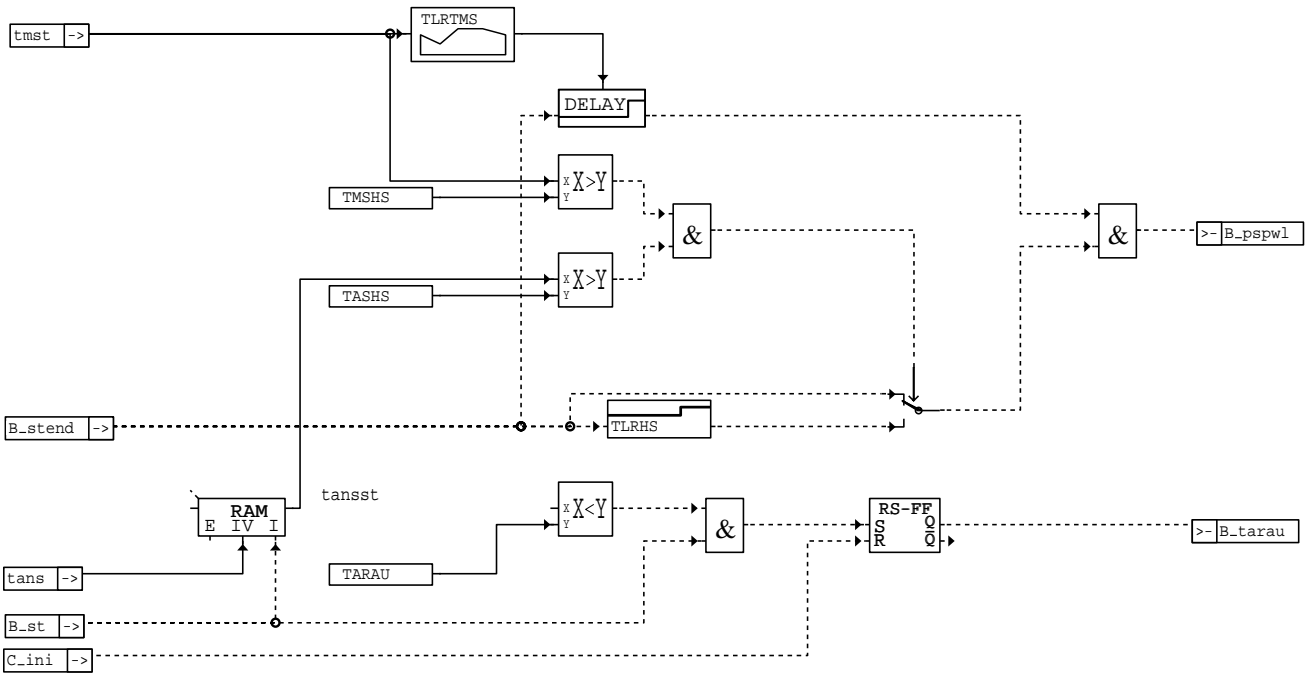 TLRTMS
tmst ->
DELAY
X X>Y
Y
TMSHS
&
&
>- B_pspwl
X X>Y
Y
TASHS
B_stend ->
TLRHS
tansst
RAM
E IV I
X X<Y
Y
&
RS-FF
S Q
R Q̅
>- B_tarau
tans ->
TARAU
B_st ->
C_ini ->